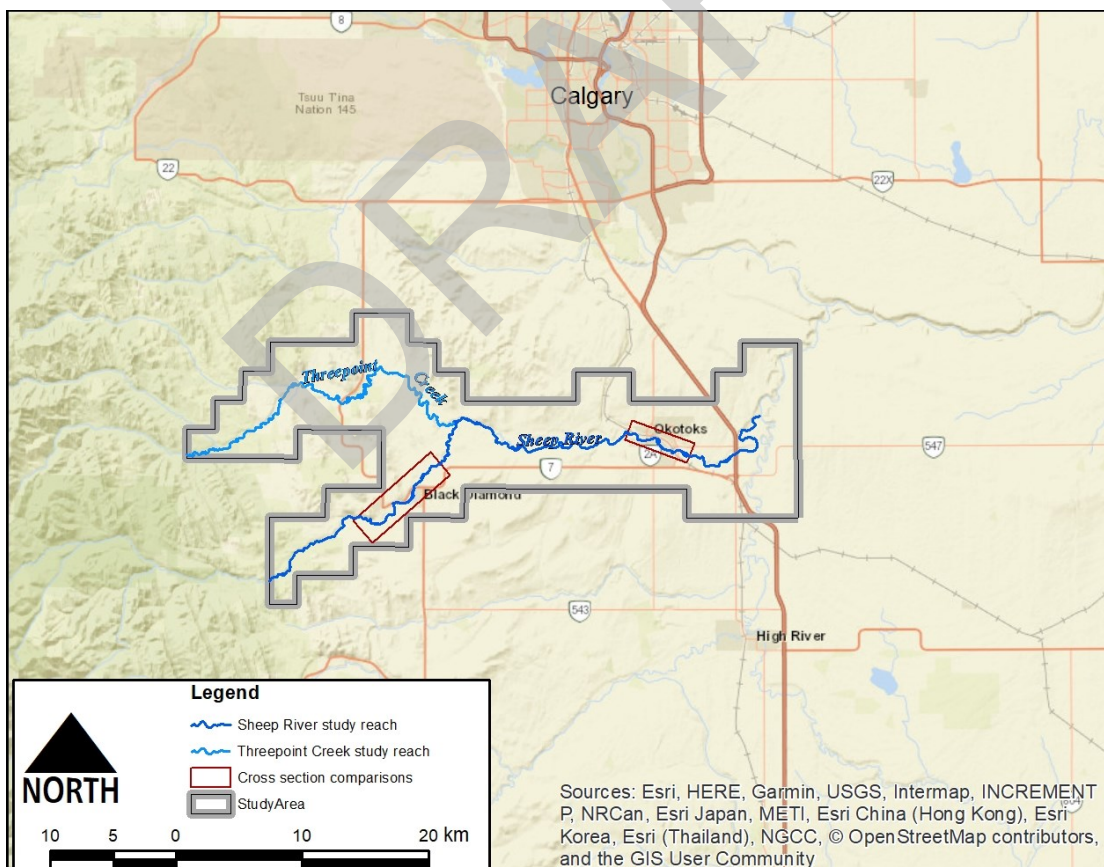 8
Tsuu T'ina
Nation 145
Calgary
22
22X
DRA
Threepoint
Creek
Sheep River
Okotoks
2A
547
7
Black Diamond
543
High River
Legend
Sheep River study reach
Threepoint Creek study reach
Cross section comparisons
StudyArea
NORTH
10 5 0 10 20 km
Sources: Esri, HERE, Garmin, USGS, Intermap, INCREMENT
P, NRCan, Esri Japan, METI, Esri China (Hong Kong), Esri
Korea, Esri (Thailand), NGCC, © OpenStreetMap contributors,
and the GIS User Community